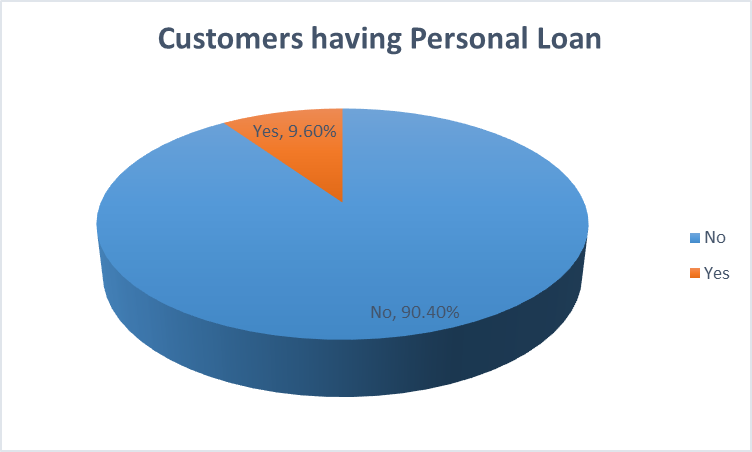 Customers having Personal Loan
Yes, 9.60%
No
Yes
No, 90.40%